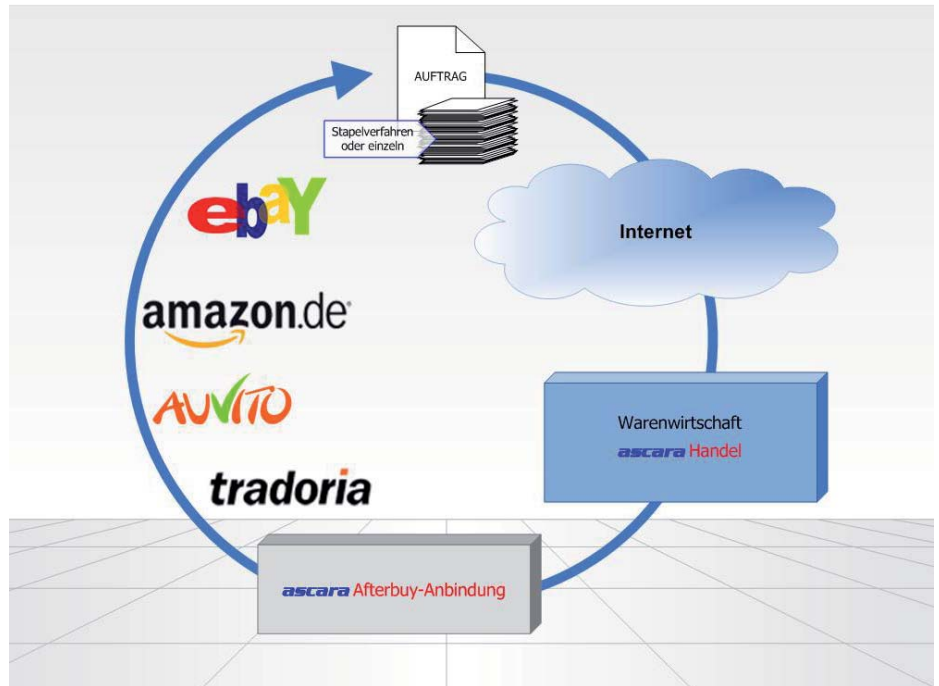 AUFTRAG
Stapelverfahren
oder einzeln
ebaY
Internet
amazon.de
Warenwirtschaft
ascara Handel
AUVITO
tradoria
ascara Afterbuy-Anbindung